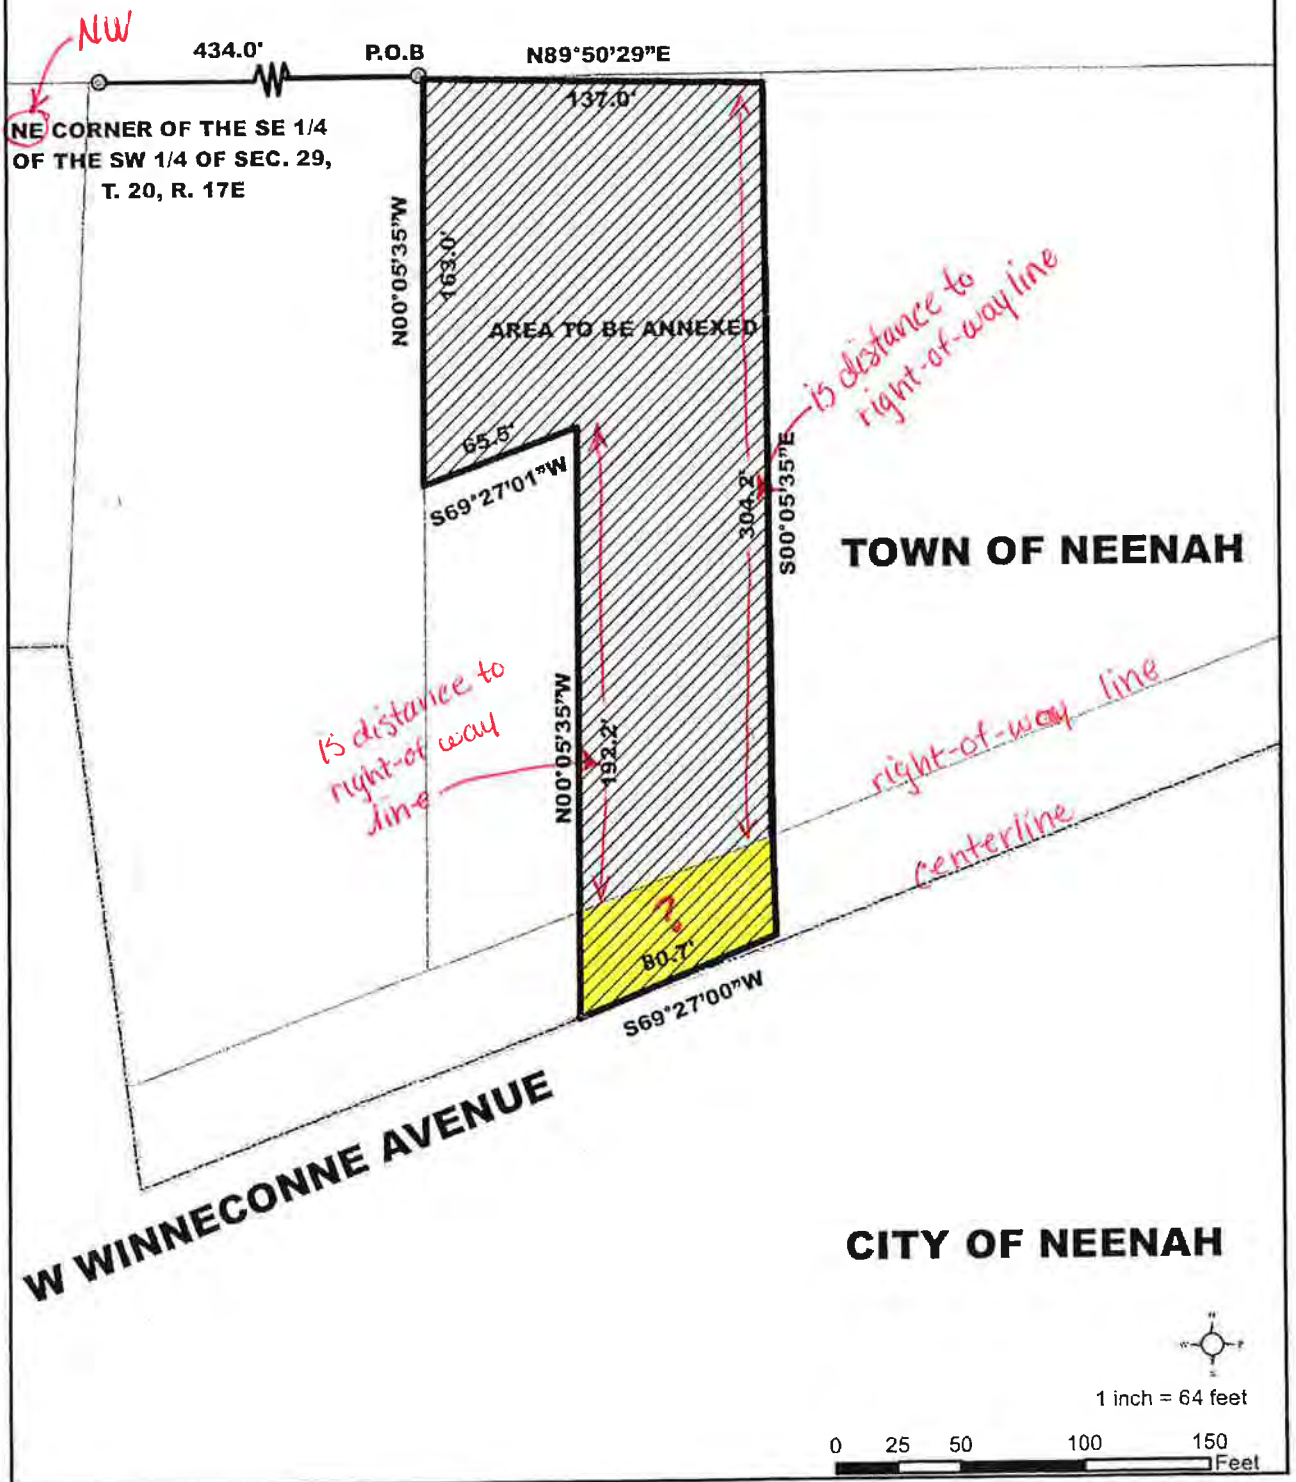 NW
434.0'
P.O.B
N89°50'29"E
137.0'
NE CORNER OF THE SE 1/4
OF THE SW 1/4 OF SEC. 29,
T. 20, R. 17E
N00°05'35"W
163.0'
AREA TO BE ANNEXED
is distance to
right-of-way line
65.5'
S69°27'01"W
304.2'
S00°05'35"E
TOWN OF NEENAH
is distance to
right-of way
line
N00°05'35"W
192.2'
right-of-way line
centerline
?
80.7'
S69°27'00"W
W WINNECONNE AVENUE
CITY OF NEENAH
N
W
S
1 inch = 64 feet
0 25 50 100 150
Feet